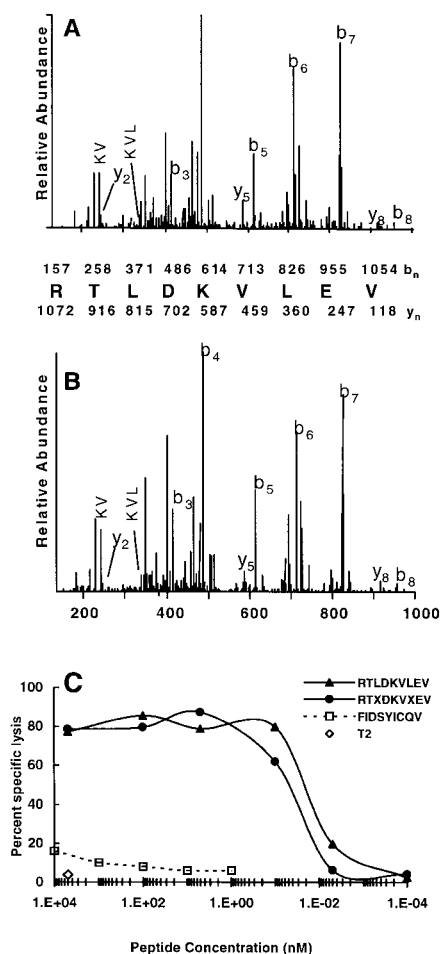 A
Relative Abundance
KV
y2
KVL
b3
y5
b5
b6
b7
y8
b8
157 258 371 486 614 713 826 955 1054 bn
R T L D K V L E V
1072 916 815 702 587 459 360 247 118 yn
B
Relative Abundance
KV
y2
KVL
b3
b4
y5
b5
b6
b7
y8
b8
200 400 600 800 1000
C
RTLDKVLEV
RTXDKVXEV
FIDSYICQV
T2
Percent specific lysis
100
80
60
40
20
0
1.E+04 1.E+02 1.E+00 1.E-02 1.E-04
Peptide Concentration (nM)